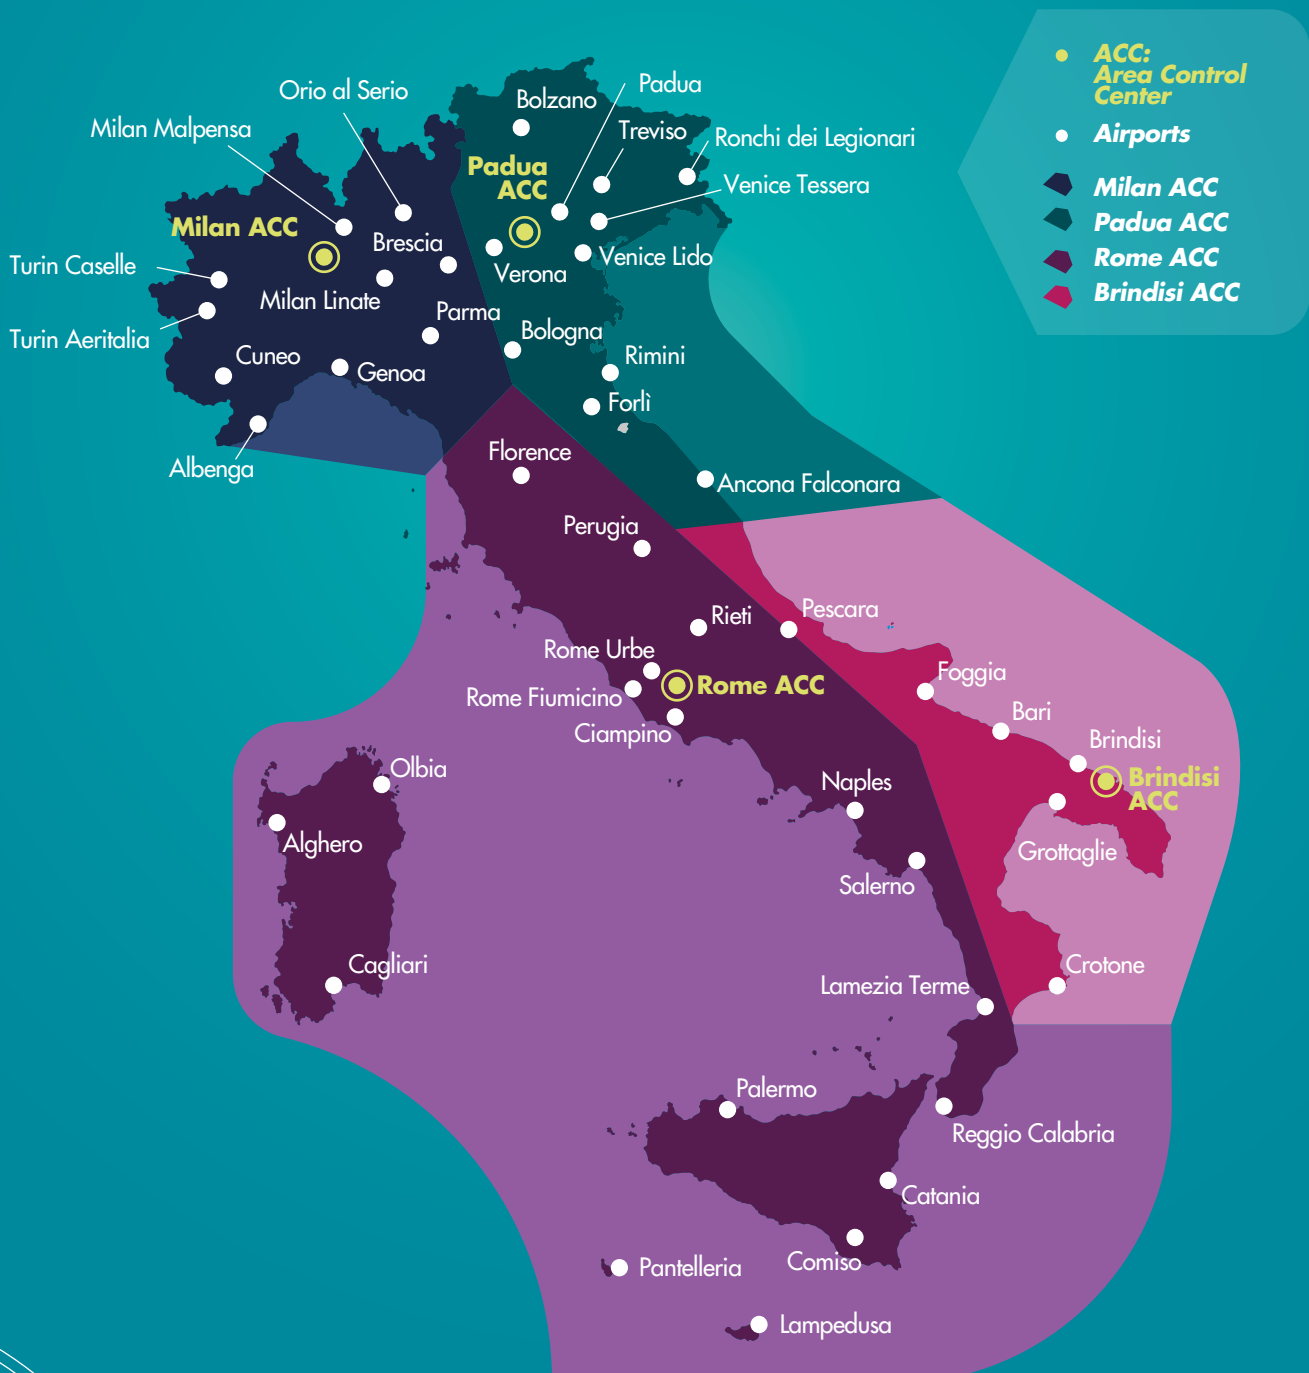 ACC:
Area Control
Center
Airports
Milan ACC
Padua ACC
Rome ACC
Brindisi ACC
Orio al Serio
Milan Malpensa
Bolzano
Padua
Treviso
Ronchi dei Legionari
Padua
ACC
Venice Tessera
Milan ACC
Brescia
Turin Caselle
Verona
Venice Lido
Milan Linate
Parma
Turin Aeritalia
Bologna
Cuneo
Genoa
Rimini
Forlì
Albenga
Florence
Ancona Falconara
Perugia
Rieti
Pescara
Rome Urbe
Rome ACC
Rome Fiumicino
Ciampino
Foggia
Bari
Brindisi
Brindisi
ACC
Olbia
Naples
Alghero
Grottaglie
Salerno
Cagliari
Crotone
Lamezia Terme
Palermo
Reggio Calabria
Catania
Comiso
Pantelleria
Lampedusa